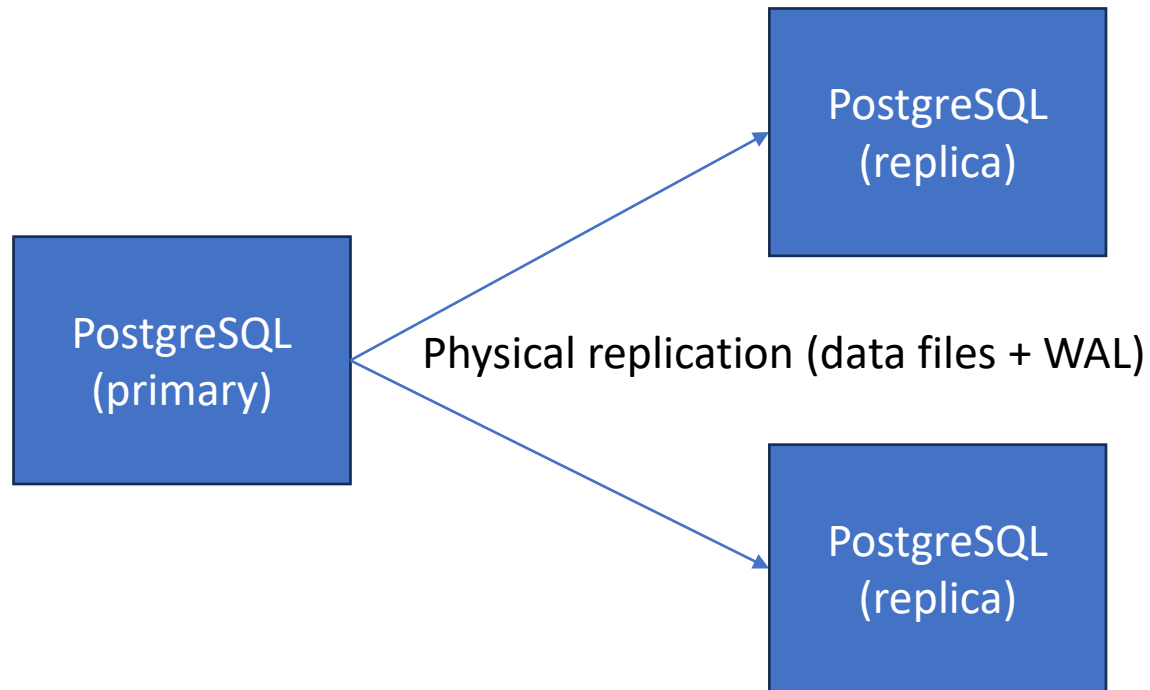 PostgreSQL
(replica)
PostgreSQL
(primary)
Physical replication (data files + WAL)
PostgreSQL
(replica)